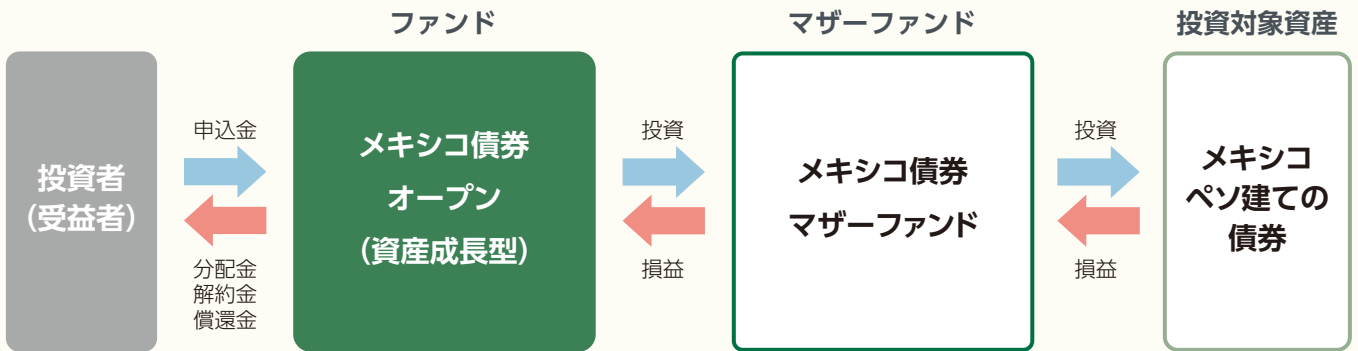 ファンド
マザーファンド
投資対象資産
投資者
(受益者)
申込金
分配金
解約金
償還金
メキシコ債券
オープン
(資産成長型)
投資
損益
メキシコ債券
マザーファンド
投資
損益
メキシコ
ペソ建ての
債券